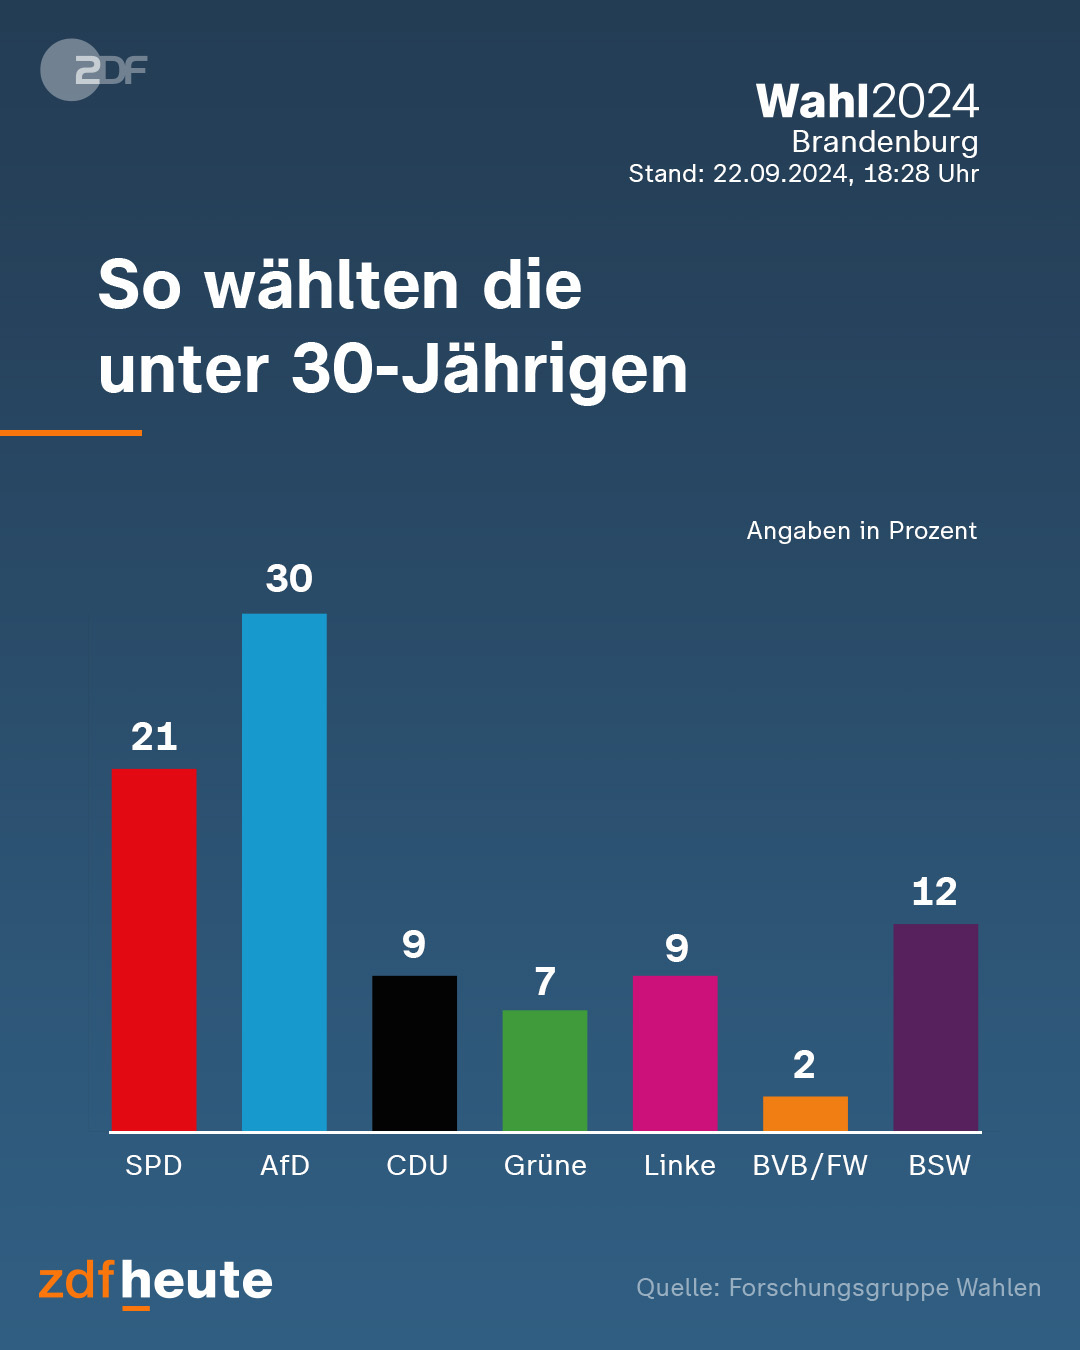 ZDF
Wahl2024
Brandenburg
Stand: 22.09.2024, 18:28 Uhr
So wählten die
unter 30-Jährigen
Angaben in Prozent
21
30
9
7
9
2
12
SPD
AfD
CDU
Grüne
Linke
BVB/FW
BSW
zdfheute
Quelle: Forschungsgruppe Wahlen